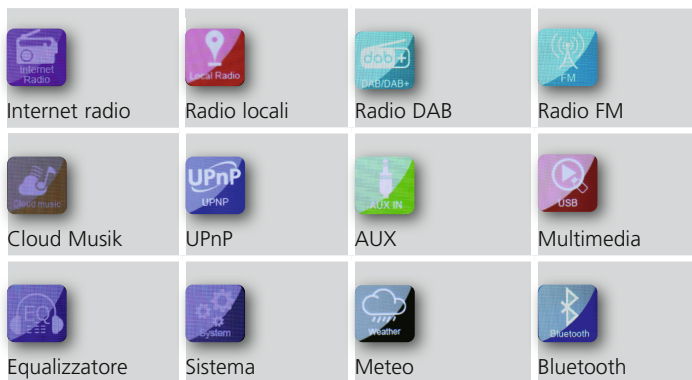 Internet
Radio
Internet radio
Local Radio
Radio locali
dab+
DAB/DAB+
Radio DAB
FM
Radio FM
Cloud music
Cloud Musik
UPnP
UPNP
UPnP
AUX IN
AUX
USB
Multimedia
EQ
Equalizzatore
System
Sistema
Weather
Meteo
Bluetooth
Bluetooth